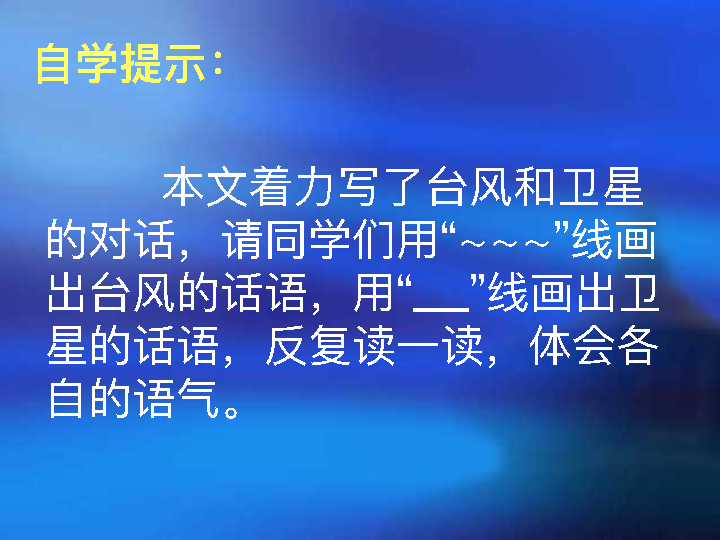 自学提示：
本文着力写了台风和卫星
的对话，请同学们用“~~~”线画
出台风的话语，用“__”线画出卫
星的话语，反复读一读，体会各
自的语气。